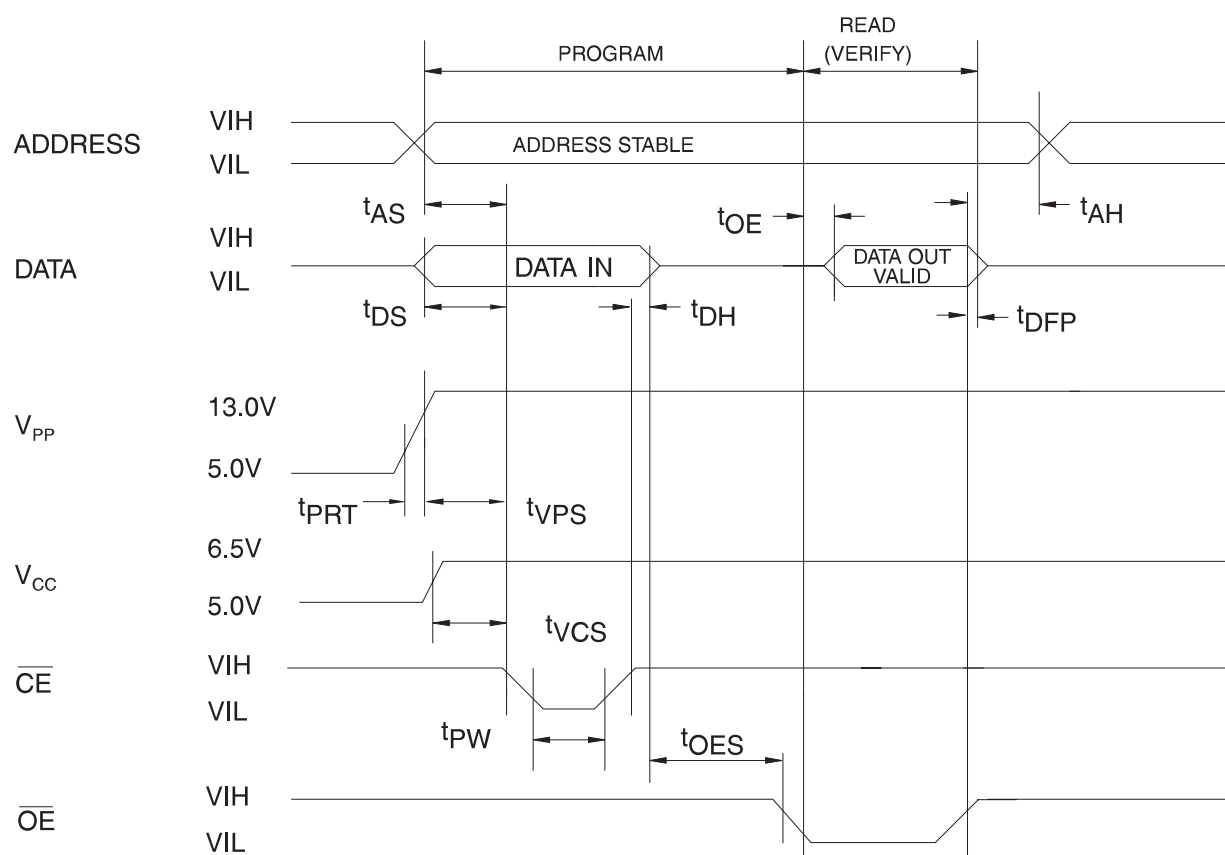 READ
PROGRAM (VERIFY)
ADDRESS VIH
VIL ADDRESS STABLE
tAS tOE tAH
DATA VIH
VIL DATA IN DATA OUT
VALID
tDS tDH tDFP
VPP 13.0V
5.0V
tPRT tVPS
VCC 6.5V
5.0V
tVCS
C̅E̅ VIH
VIL
tPW tOES
O̅E̅ VIH
VIL